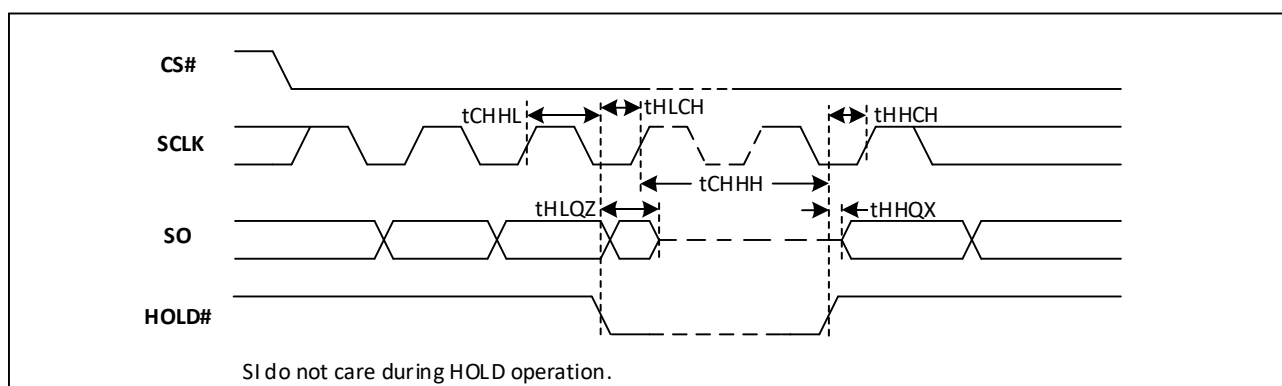 CS#
tCHHL
tHLCH
tHHCH
SCLK
tCHHH
tHLQZ
tHHQX
SO
HOLD#
SI do not care during HOLD operation.